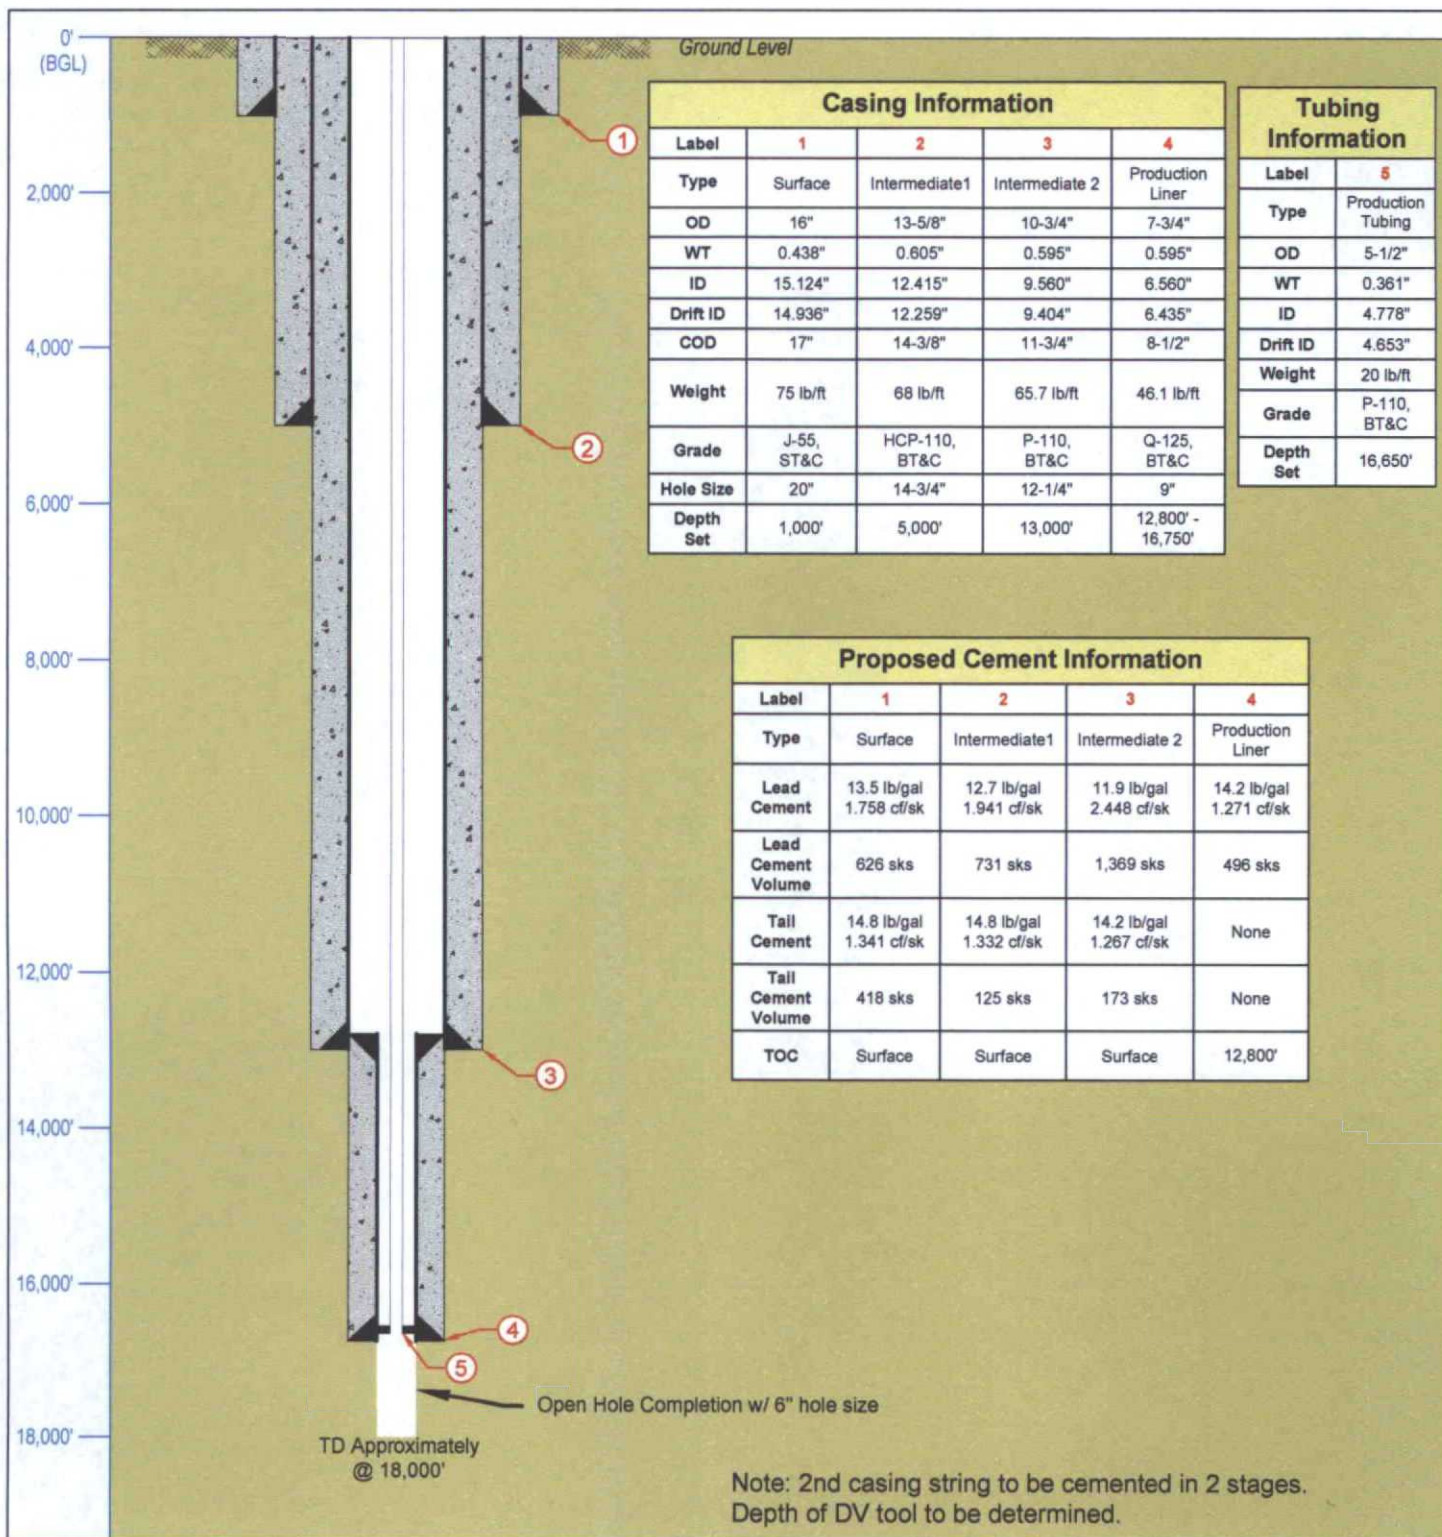 0'
(BGL)
Ground Level
2,000'
4,000'
6,000'
8,000'
10,000'
12,000'
14,000'
16,000'
18,000'
1
2
3
4
5
Open Hole Completion w/ 6" hole size
TD Approximately
@ 18,000'
Casing Information
Label 1 2 3 4
Type Surface Intermediate1 Intermediate 2 Production Liner
OD 16" 13-5/8" 10-3/4" 7-3/4"
WT 0.438" 0.605" 0.595" 0.595"
ID 15.124" 12.415" 9.560" 6.560"
Drift ID 14.936" 12.259" 9.404" 6.435"
COD 17" 14-3/8" 11-3/4" 8-1/2"
Weight 75 lb/ft 68 lb/ft 65.7 lb/ft 46.1 lb/ft
Grade J-55, ST&C HCP-110, BT&C P-110, BT&C Q-125, BT&C
Hole Size 20" 14-3/4" 12-1/4" 9"
Depth Set 1,000' 5,000' 13,000' 12,800' - 16,750'
Tubing
Information
Label 5
Type Production Tubing
OD 5-1/2"
WT 0.361"
ID 4.778"
Drift ID 4.653"
Weight 20 lb/ft
Grade P-110, BT&C
Depth Set 16,650'
Proposed Cement Information
Label 1 2 3 4
Type Surface Intermediate1 Intermediate 2 Production Liner
Lead Cement 13.5 lb/gal 1.758 cf/sk 12.7 lb/gal 1.941 cf/sk 11.9 lb/gal 2.448 cf/sk 14.2 lb/gal 1.271 cf/sk
Lead Cement Volume 626 sks 731 sks 1,369 sks 496 sks
Tail Cement 14.8 lb/gal 1.341 cf/sk 14.8 lb/gal 1.332 cf/sk 14.2 lb/gal 1.267 cf/sk None
Tail Cement Volume 418 sks 125 sks 173 sks None
TOC Surface Surface Surface 12,800'
Note: 2nd casing string to be cemented in 2 stages.
Depth of DV tool to be determined.